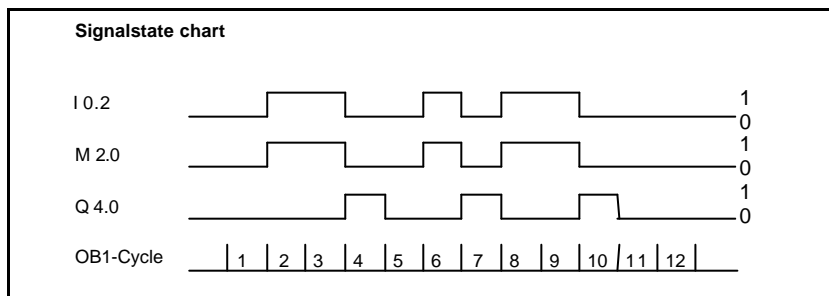 Signalstate chart
I 0.2 1
0
M 2.0 1
0
Q 4.0 1
0
OB1-Cycle 1 2 3 4 5 6 7 8 9 10 11 12